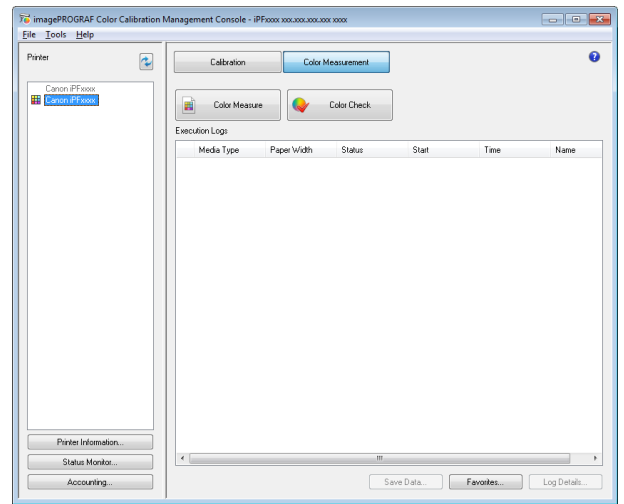 imagePROGRAF Color Calibration Management Console - iPFxxxx xxx.xxx.xxx.xxx xxxx
File Tools Help
Printer
Canon iPFxxxx
Canon iPFxxxx
Printer Information...
Status Monitor...
Accounting...
Calibration Color Measurement
Color Measure Color Check
Execution Logs
Media Type Paper Width Status Start Time Name
Save Data... Favorites... Log Details...